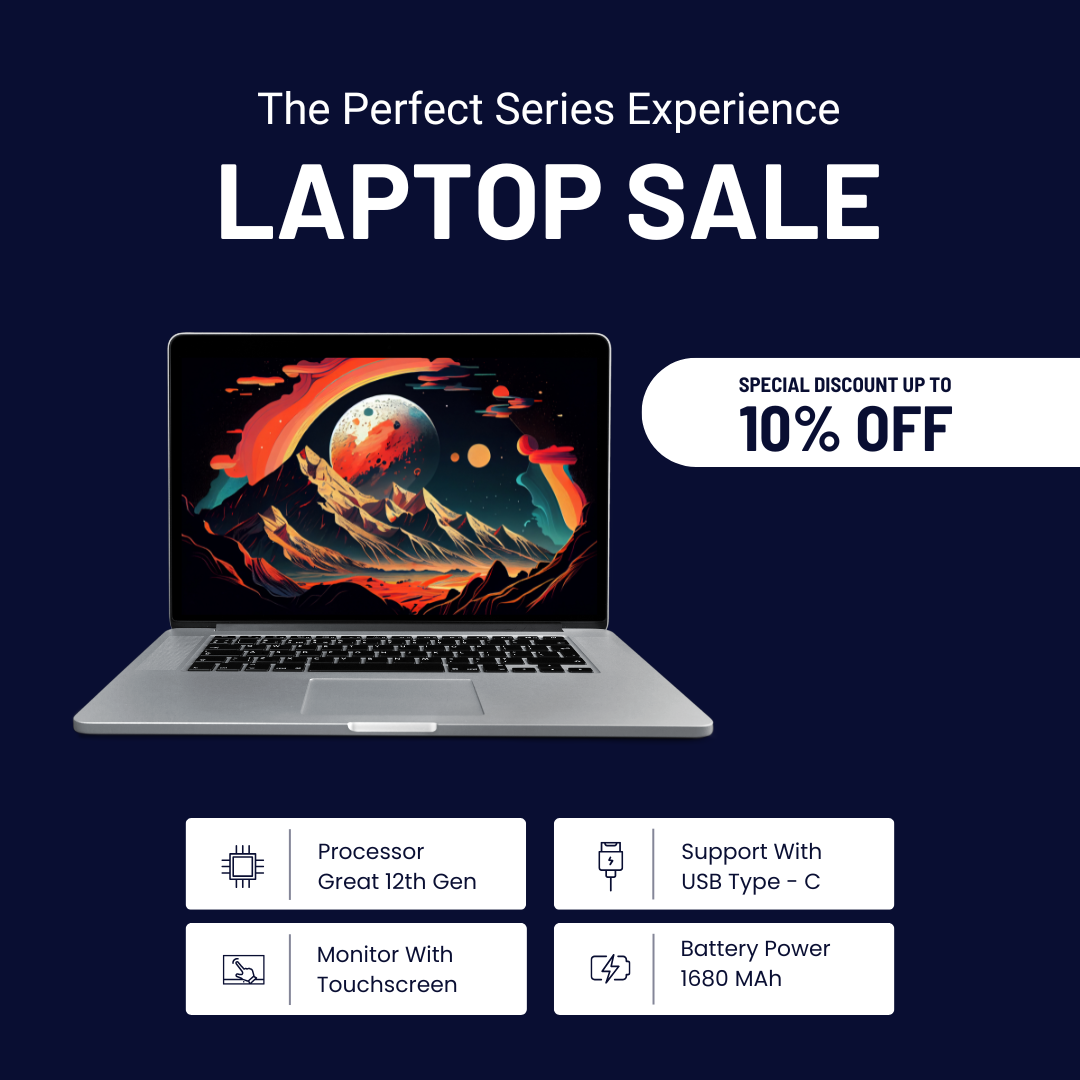 The Perfect Series Experience
LAPTOP SALE
SPECIAL DISCOUNT UP TO
10% OFF
Processor
Great 12th Gen
Support With
USB Type - C
Monitor With
Touchscreen
Battery Power
1680 MAh